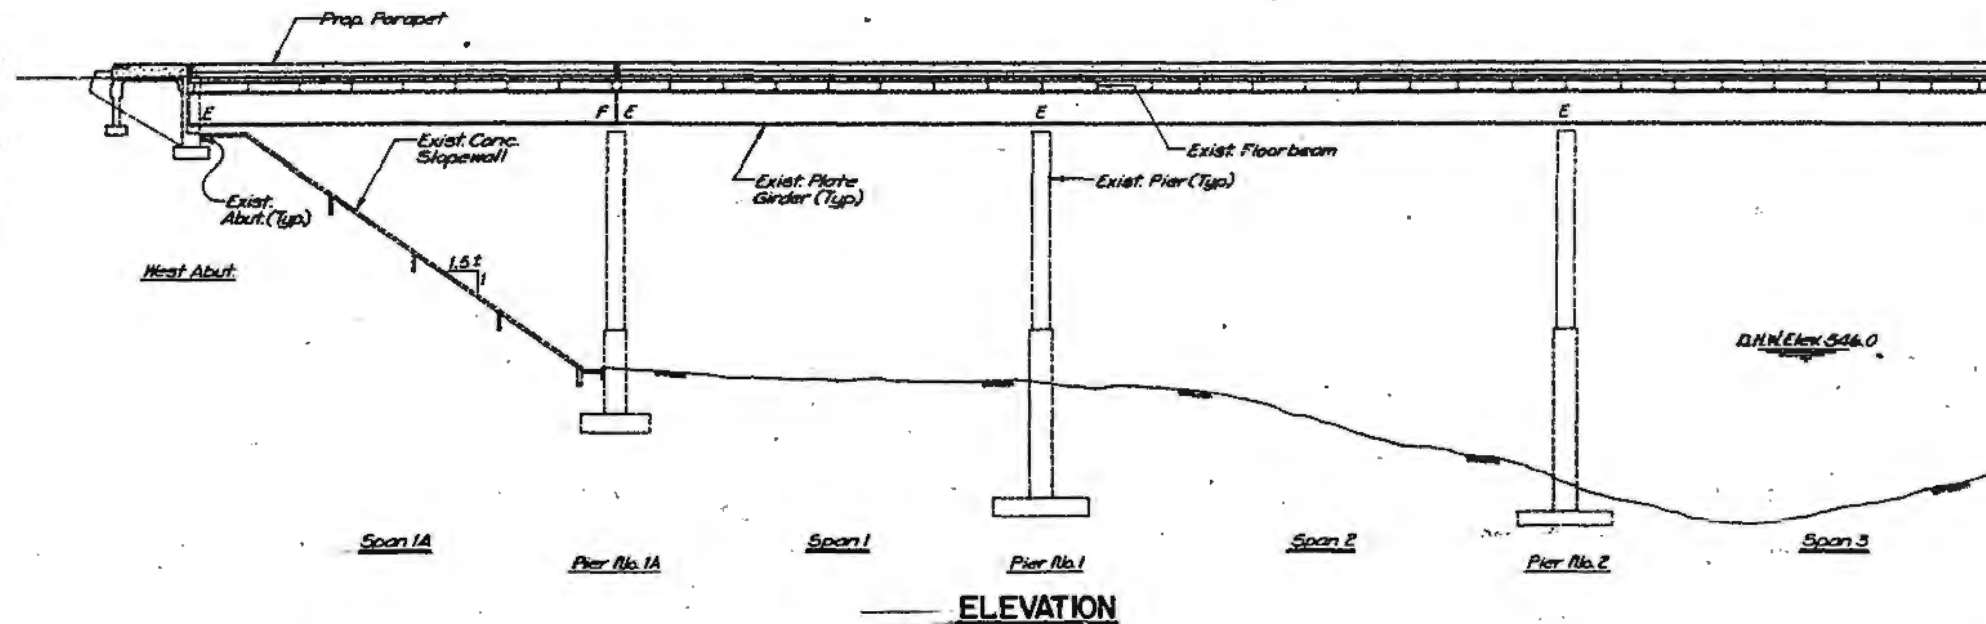 Prop. Parapet
E
F E
E
E
Exist. Conc.
Slopewall
Exist. Floorbeam
Exist. Plate
Girder (Typ.)
Exist. Pier (Typ.)
Exist.
Abut. (Typ.)
West Abut.
1.5 ±
1
D.H.W. Elev. 546.0
Span 1A
Span 1
Span 2
Span 3
Pier No. 1A
Pier No. 1
Pier No. 2
ELEVATION